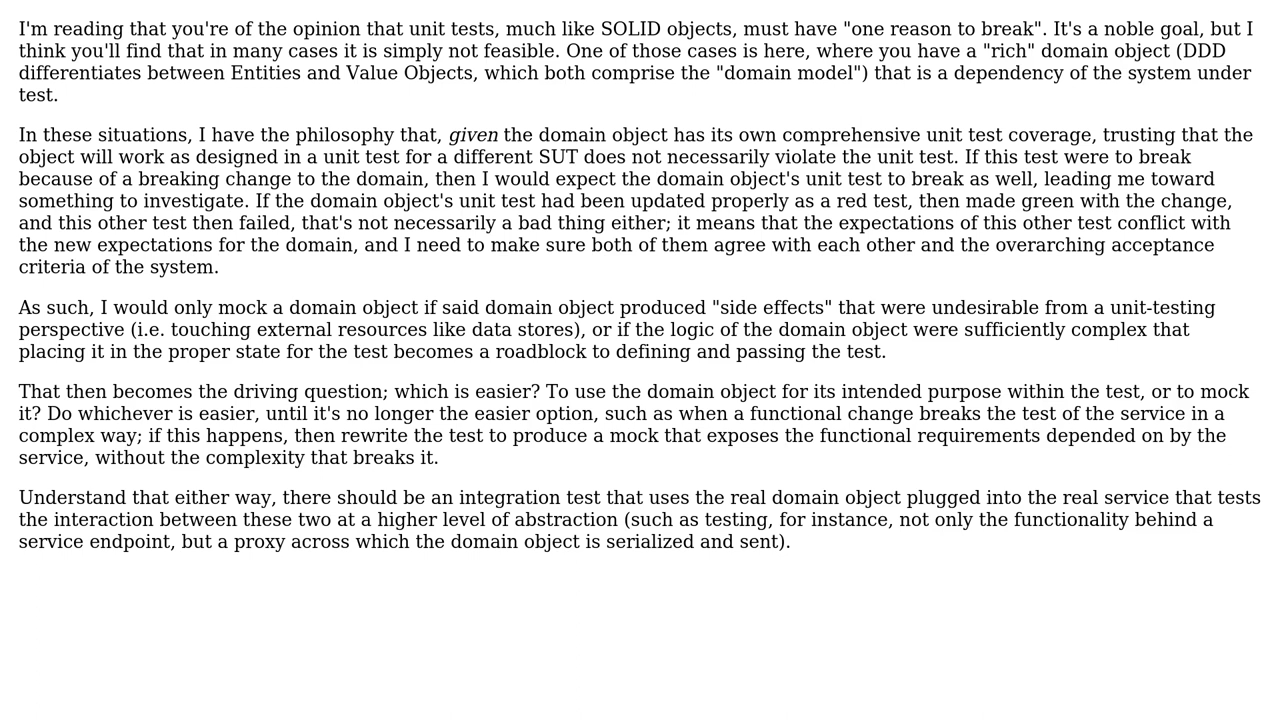 I'm reading that you're of the opinion that unit tests, much like SOLID objects, must have "one reason to break". It's a noble goal, but I
think you'll find that in many cases it is simply not feasible. One of those cases is here, where you have a "rich" domain object (DDD
differentiates between Entities and Value Objects, which both comprise the "domain model") that is a dependency of the system under
test.
In these situations, I have the philosophy that, given the domain object has its own comprehensive unit test coverage, trusting that the
object will work as designed in a unit test for a different SUT does not necessarily violate the unit test. If this test were to break
because of a breaking change to the domain, then I would expect the domain object's unit test to break as well, leading me toward
something to investigate. If the domain object's unit test had been updated properly as a red test, then made green with the change,
and this other test then failed, that's not necessarily a bad thing either; it means that the expectations of this other test conflict with
the new expectations for the domain, and I need to make sure both of them agree with each other and the overarching acceptance
criteria of the system.
As such, I would only mock a domain object if said domain object produced "side effects" that were undesirable from a unit-testing
perspective (i.e. touching external resources like data stores), or if the logic of the domain object were sufficiently complex that
placing it in the proper state for the test becomes a roadblock to defining and passing the test.
That then becomes the driving question; which is easier? To use the domain object for its intended purpose within the test, or to mock
it? Do whichever is easier, until it's no longer the easier option, such as when a functional change breaks the test of the service in a
complex way; if this happens, then rewrite the test to produce a mock that exposes the functional requirements depended on by the
service, without the complexity that breaks it.
Understand that either way, there should be an integration test that uses the real domain object plugged into the real service that tests
the interaction between these two at a higher level of abstraction (such as testing, for instance, not only the functionality behind a
service endpoint, but a proxy across which the domain object is serialized and sent).